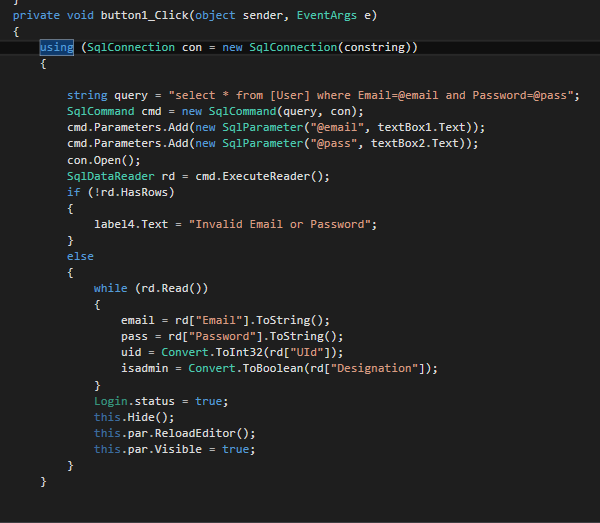 }
private void button1_Click(object sender, EventArgs e)
{
using (SqlConnection con = new SqlConnection(constring))
{
string query = "select * from [User] where Email=@email and Password=@pass";
SqlCommand cmd = new SqlCommand(query, con);
cmd.Parameters.Add(new SqlParameter("@email", textBox1.Text));
cmd.Parameters.Add(new SqlParameter("@pass", textBox2.Text));
con.Open();
SqlDataReader rd = cmd.ExecuteReader();
if (!rd.HasRows)
{
label4.Text = "Invalid Email or Password";
}
else
{
while (rd.Read())
{
email = rd["Email"].ToString();
pass = rd["Password"].ToString();
uid = Convert.ToInt32(rd["UId"]);
isadmin = Convert.ToBoolean(rd["Designation"]);
}
Login.status = true;
this.Hide();
this.par.ReloadEditor();
this.par.Visible = true;
}
}